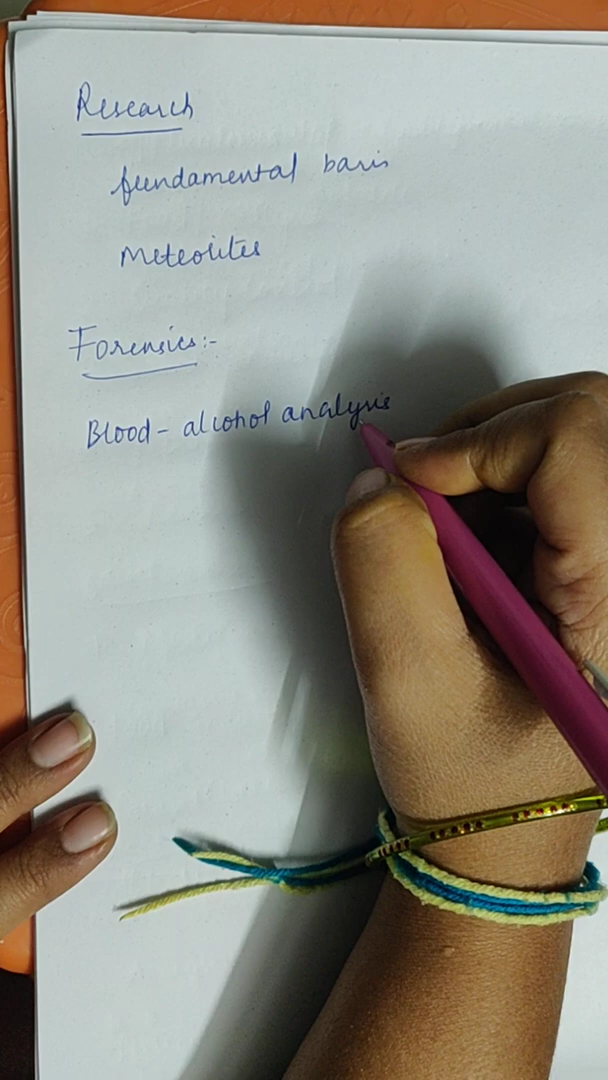 Research
fundamental basis
Meteorites
Forensics:-
Blood - alcohol analysis